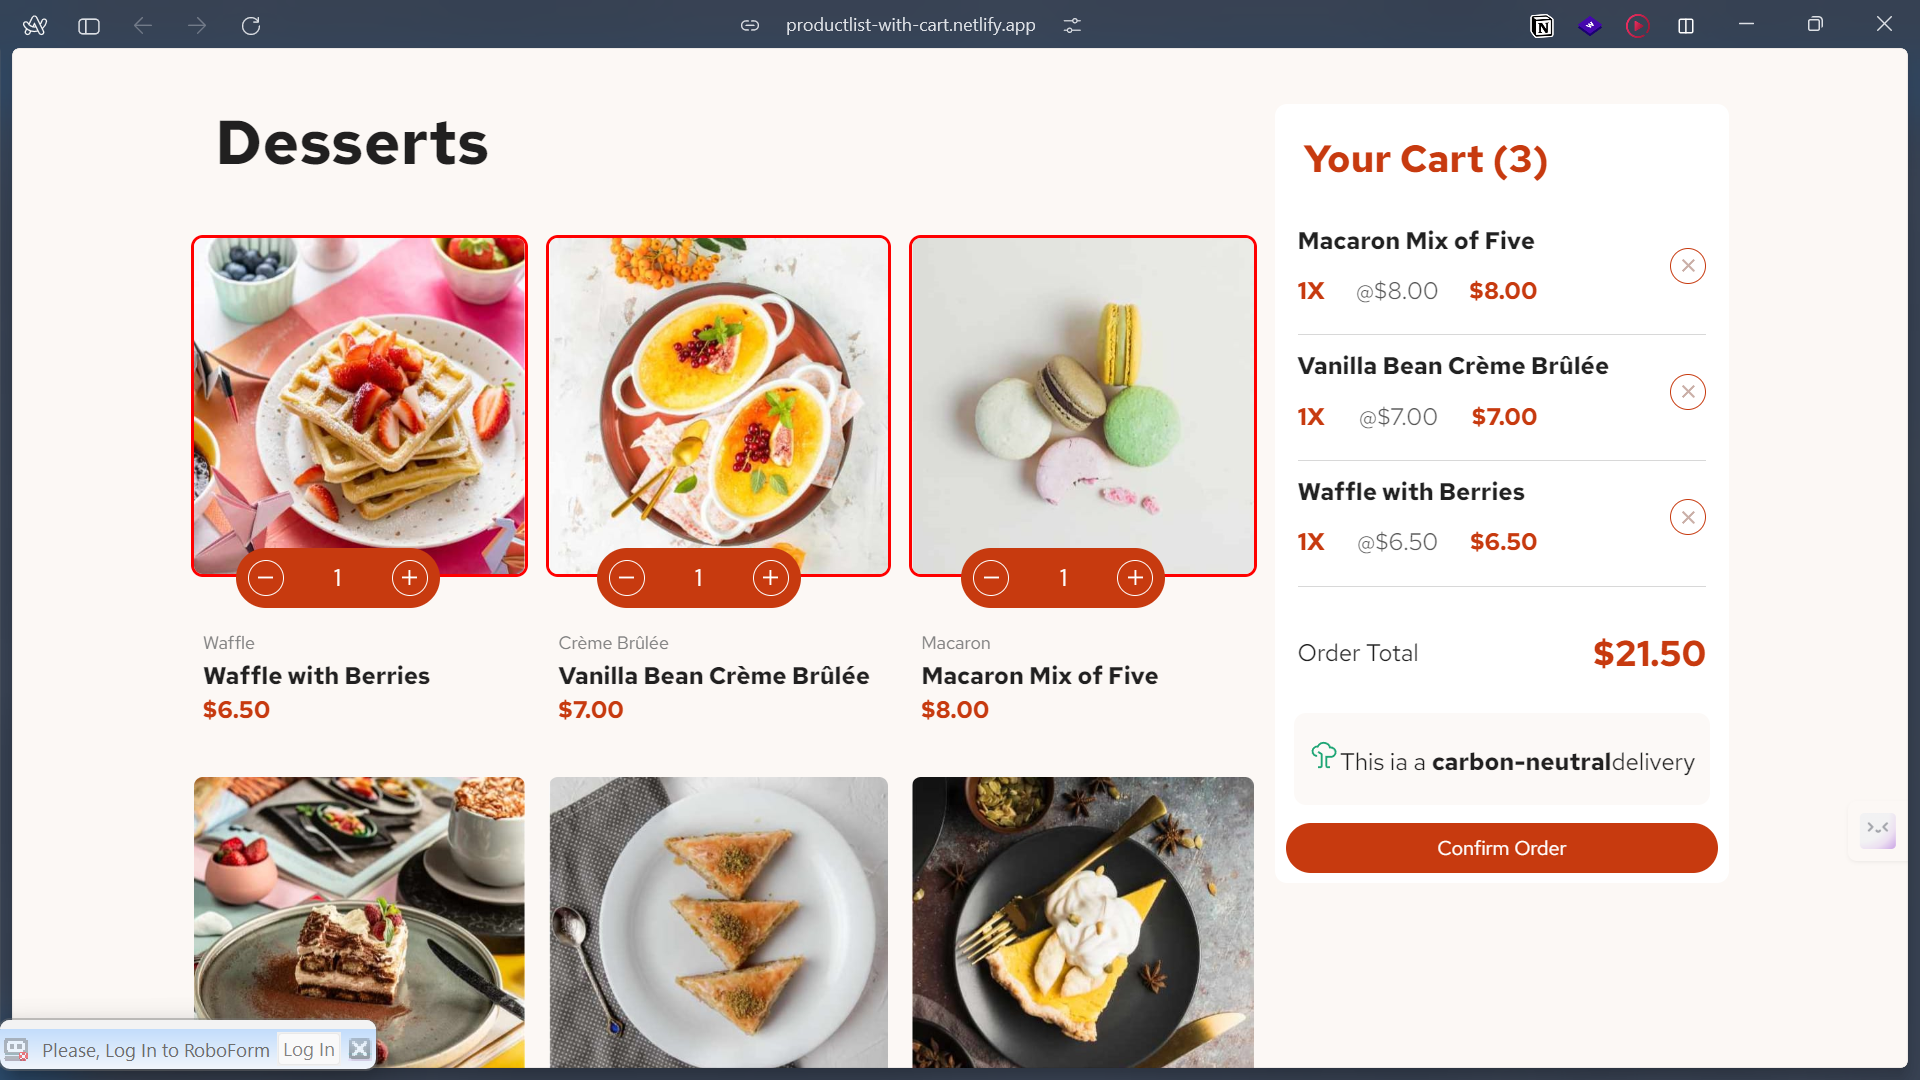 productlist-with-cart.netlify.app
Desserts
1
1
1
Waffle
Waffle with Berries
$6.50
Crème Brûlée
Vanilla Bean Crème Brûlée
$7.00
Macaron
Macaron Mix of Five
$8.00
Your Cart (3)
Macaron Mix of Five
1X @$8.00 $8.00
Vanilla Bean Crème Brûlée
1X @$7.00 $7.00
Waffle with Berries
1X @$6.50 $6.50
Order Total $21.50
This ia a carbon-neutraldelivery
Confirm Order
Please, Log In to RoboForm Log In